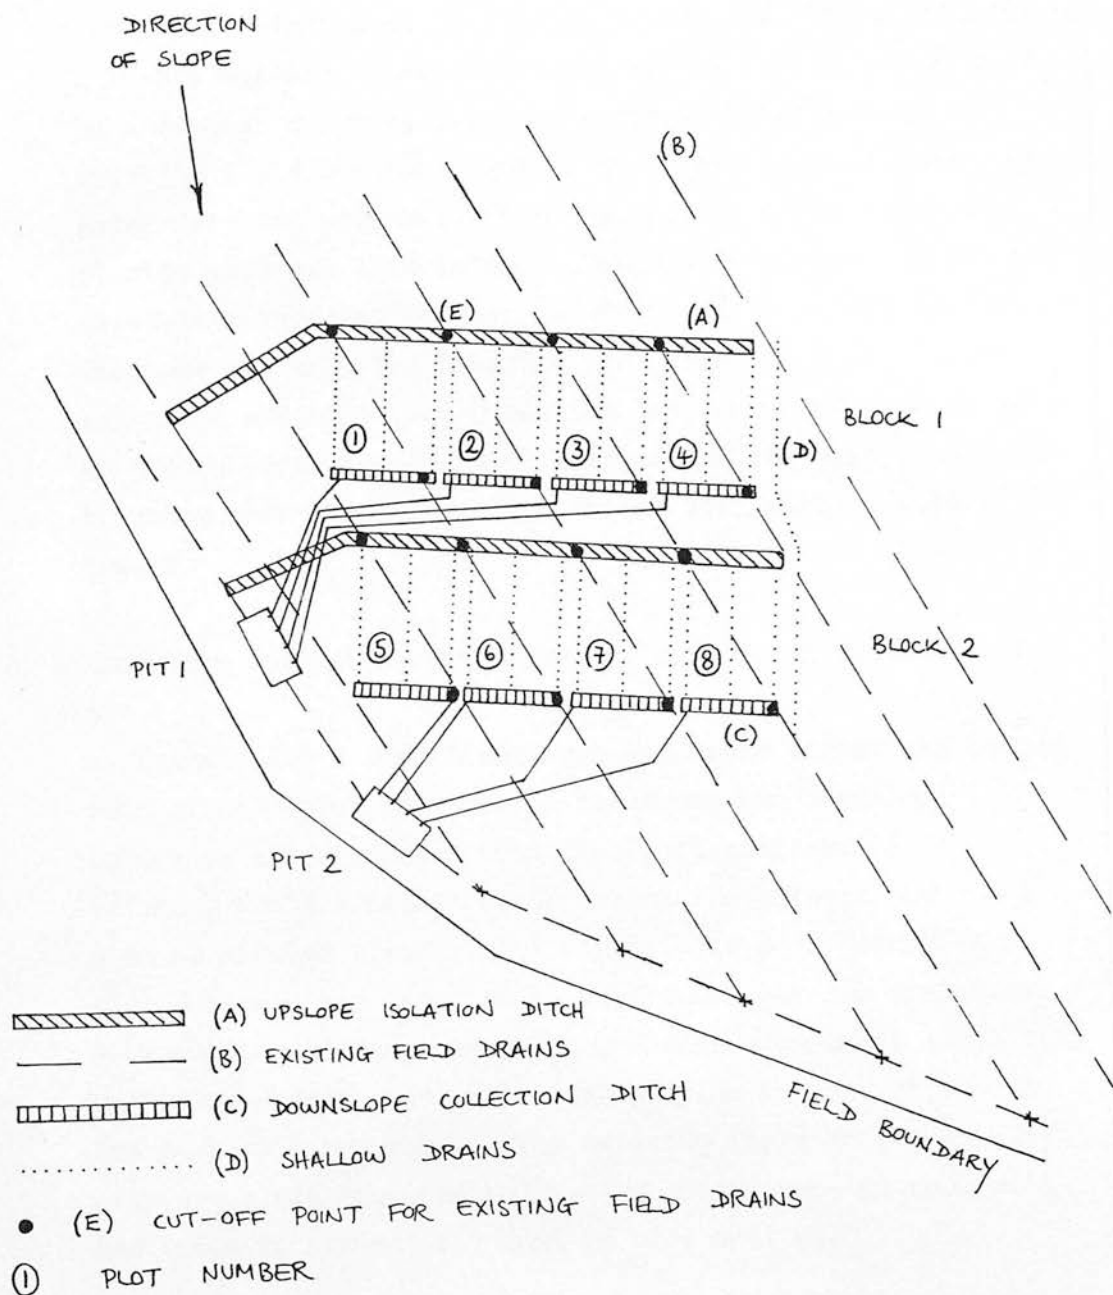 DIRECTION
OF SLOPE
(B)
(E)
(A)
BLOCK 1
① ② ③ ④
(D)
BLOCK 2
⑤ ⑥ ⑦ ⑧
PIT 1
(C)
PIT 2
FIELD BOUNDARY
(A) UPSLOPE ISOLATION DITCH
(B) EXISTING FIELD DRAINS
(C) DOWNSLOPE COLLECTION DITCH
(D) SHALLOW DRAINS
(E) CUT-OFF POINT FOR EXISTING FIELD DRAINS
① PLOT NUMBER